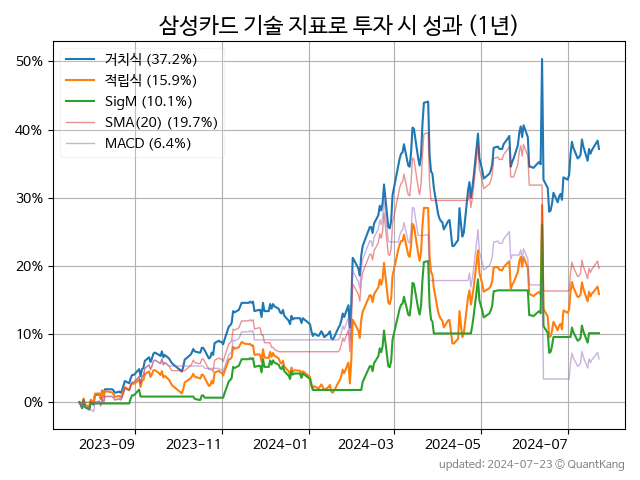 삼성카드 기술 지표로 투자 시 성과 (1년)
50%
40%
30%
20%
10%
0%
거치식 (37.2%)
적립식 (15.9%)
SigM (10.1%)
SMA(20) (19.7%)
MACD (6.4%)
2023-09 2023-11 2024-01 2024-03 2024-05 2024-07
updated: 2024-07-23 © QuantKang